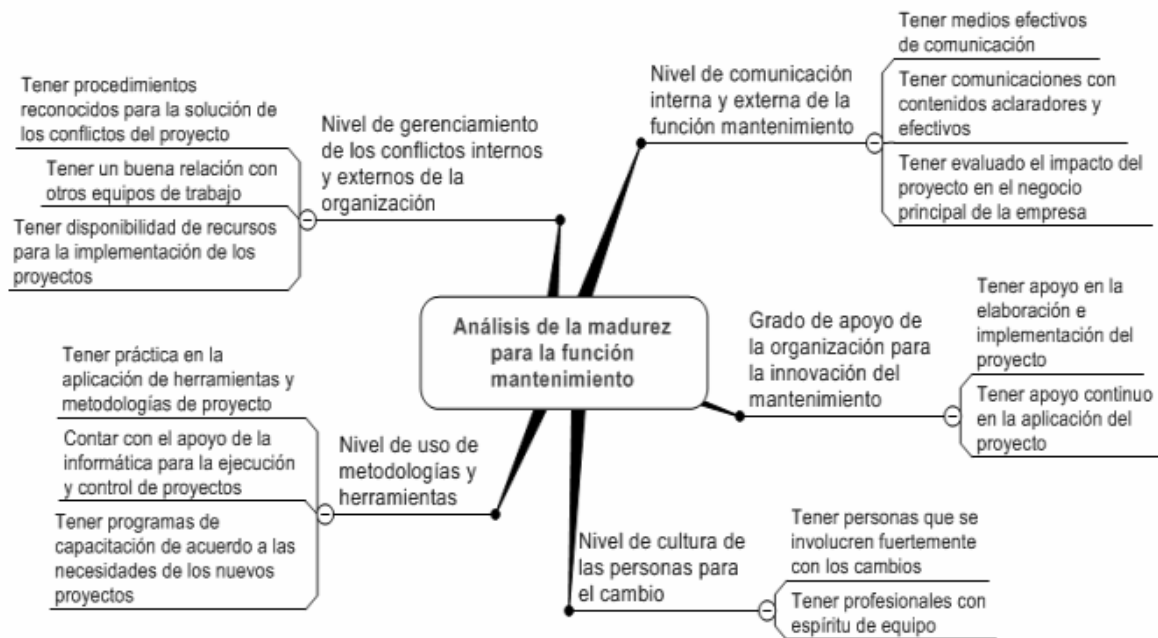 Análisis de la madurez
para la función
mantenimiento
Nivel de comunicación
interna y externa de la
función mantenimiento
Tener medios efectivos
de comunicación
Tener comunicaciones con
contenidos aclaradores y
efectivos
Tener evaluado el impacto del
proyecto en el negocio
principal de la empresa
Grado de apoyo de
la organización para
la innovación del
mantenimiento
Tener apoyo en la
elaboración e
implementación del
proyecto
Tener apoyo continuo
en la aplicación del
proyecto
Nivel de cultura de
las personas para
el cambio
Tener personas que se
involucren fuertemente
con los cambios
Tener profesionales con
espíritu de equipo
Nivel de uso de
metodologías y
herramientas
Tener práctica en la
aplicación de herramientas y
metodologías de proyecto
Contar con el apoyo de la
informática para la ejecución
y control de proyectos
Tener programas de
capacitación de acuerdo a las
necesidades de los nuevos
proyectos
Nivel de gerenciamiento
de los conflictos internos
y externos de la
organización
Tener procedimientos
reconocidos para la solución de
los conflictos del proyecto
Tener un buena relación con
otros equipos de trabajo
Tener disponibilidad de recursos
para la implementación de los
proyectos